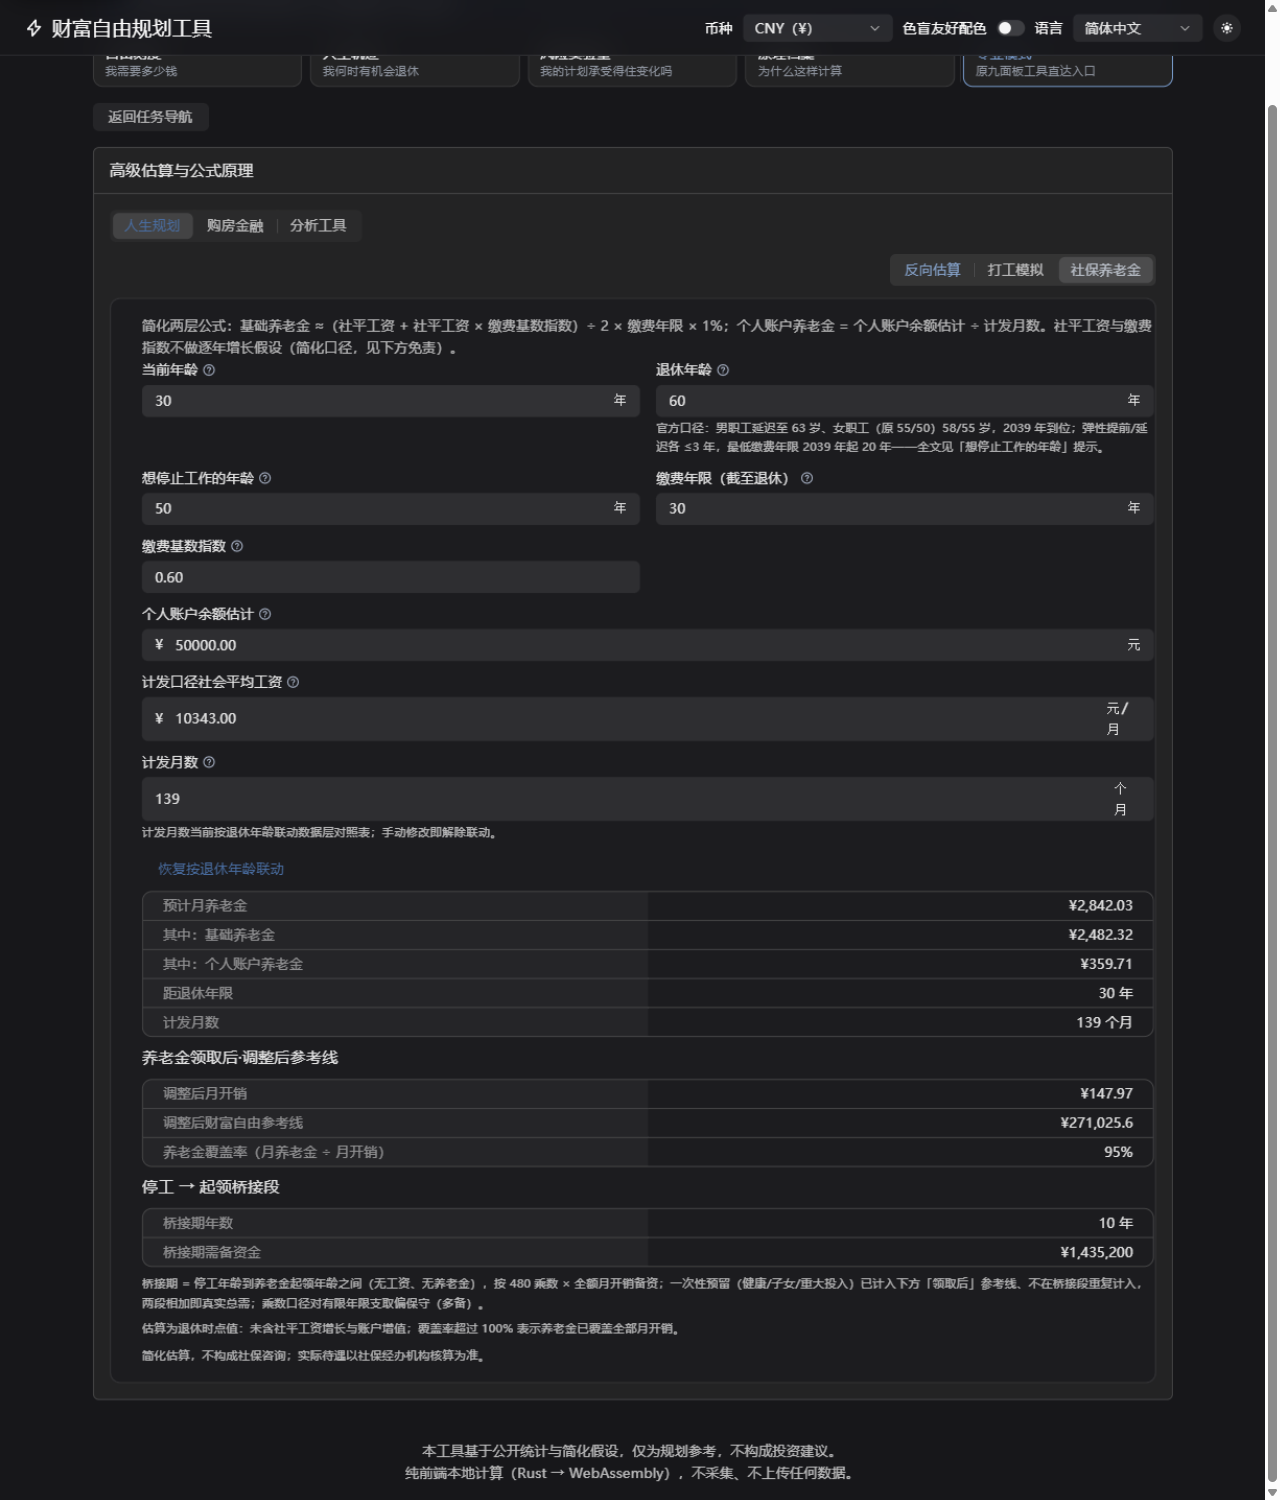 财富自由规划工具
币种
CNY（¥）
色盲友好配色
语言
简体中文
我需要多少钱
我何时有机会退休
我的计划承受得住变化吗
为什么这样计算
原九面板工具直达入口
返回任务导航
高级估算与公式原理
人生规划
购房金融
分析工具
反向估算
打工模拟
社保养老金
简化两层公式：基础养老金 ≈（社平工资 + 社平工资 × 缴费基数指数）÷ 2 × 缴费年限 × 1%；个人账户养老金 = 个人账户余额估计 ÷ 计发月数。社平工资与缴费
指数不做逐年增长假设（简化口径，见下方免责）。
当前年龄
退休年龄
30 年
60 年
官方口径：男职工延迟至 63 岁、女职工（原 55/50）58/55 岁，2039 年到位；弹性提前/延
迟各 ≤3 年，最低缴费年限 2039 年起 20 年——全文见「想停止工作的年龄」提示。
想停止工作的年龄
缴费年限（截至退休）
50 年
30 年
缴费基数指数
0.60
个人账户余额估计
¥ 50000.00 元
计发口径社会平均工资
¥ 10343.00 元/
月
计发月数
139 个
月
计发月数当前按退休年龄联动数据层对照表；手动修改即解除联动。
恢复按退休年龄联动
预计月养老金 ¥2,842.03
其中：基础养老金 ¥2,482.32
其中：个人账户养老金 ¥359.71
距退休年限 30 年
计发月数 139 个月
养老金领取后·调整后参考线
调整后月开销 ¥147.97
调整后财富自由参考线 ¥271,025.6
养老金覆盖率（月养老金 ÷ 月开销） 95%
停工 → 起领桥接段
桥接期年数 10 年
桥接期需备资金 ¥1,435,200
桥接期 = 停工年龄到养老金起领年龄之间（无工资、无养老金），按 480 乘数 × 全额月开销备资；一次性预留（健康/子女/重大投入）已计入下方「领取后」参考线、不在桥接段重复计入，
两段相加即真实总需；乘数口径对有限年限支取偏保守（多备）。
估算为退休时点值：未含社平工资增长与账户增值；覆盖率超过 100% 表示养老金已覆盖全部月开销。
简化估算，不构成社保咨询；实际待遇以社保经办机构核算为准。
本工具基于公开统计与简化假设，仅为规划参考，不构成投资建议。
纯前端本地计算（Rust → WebAssembly），不采集、不上传任何数据。